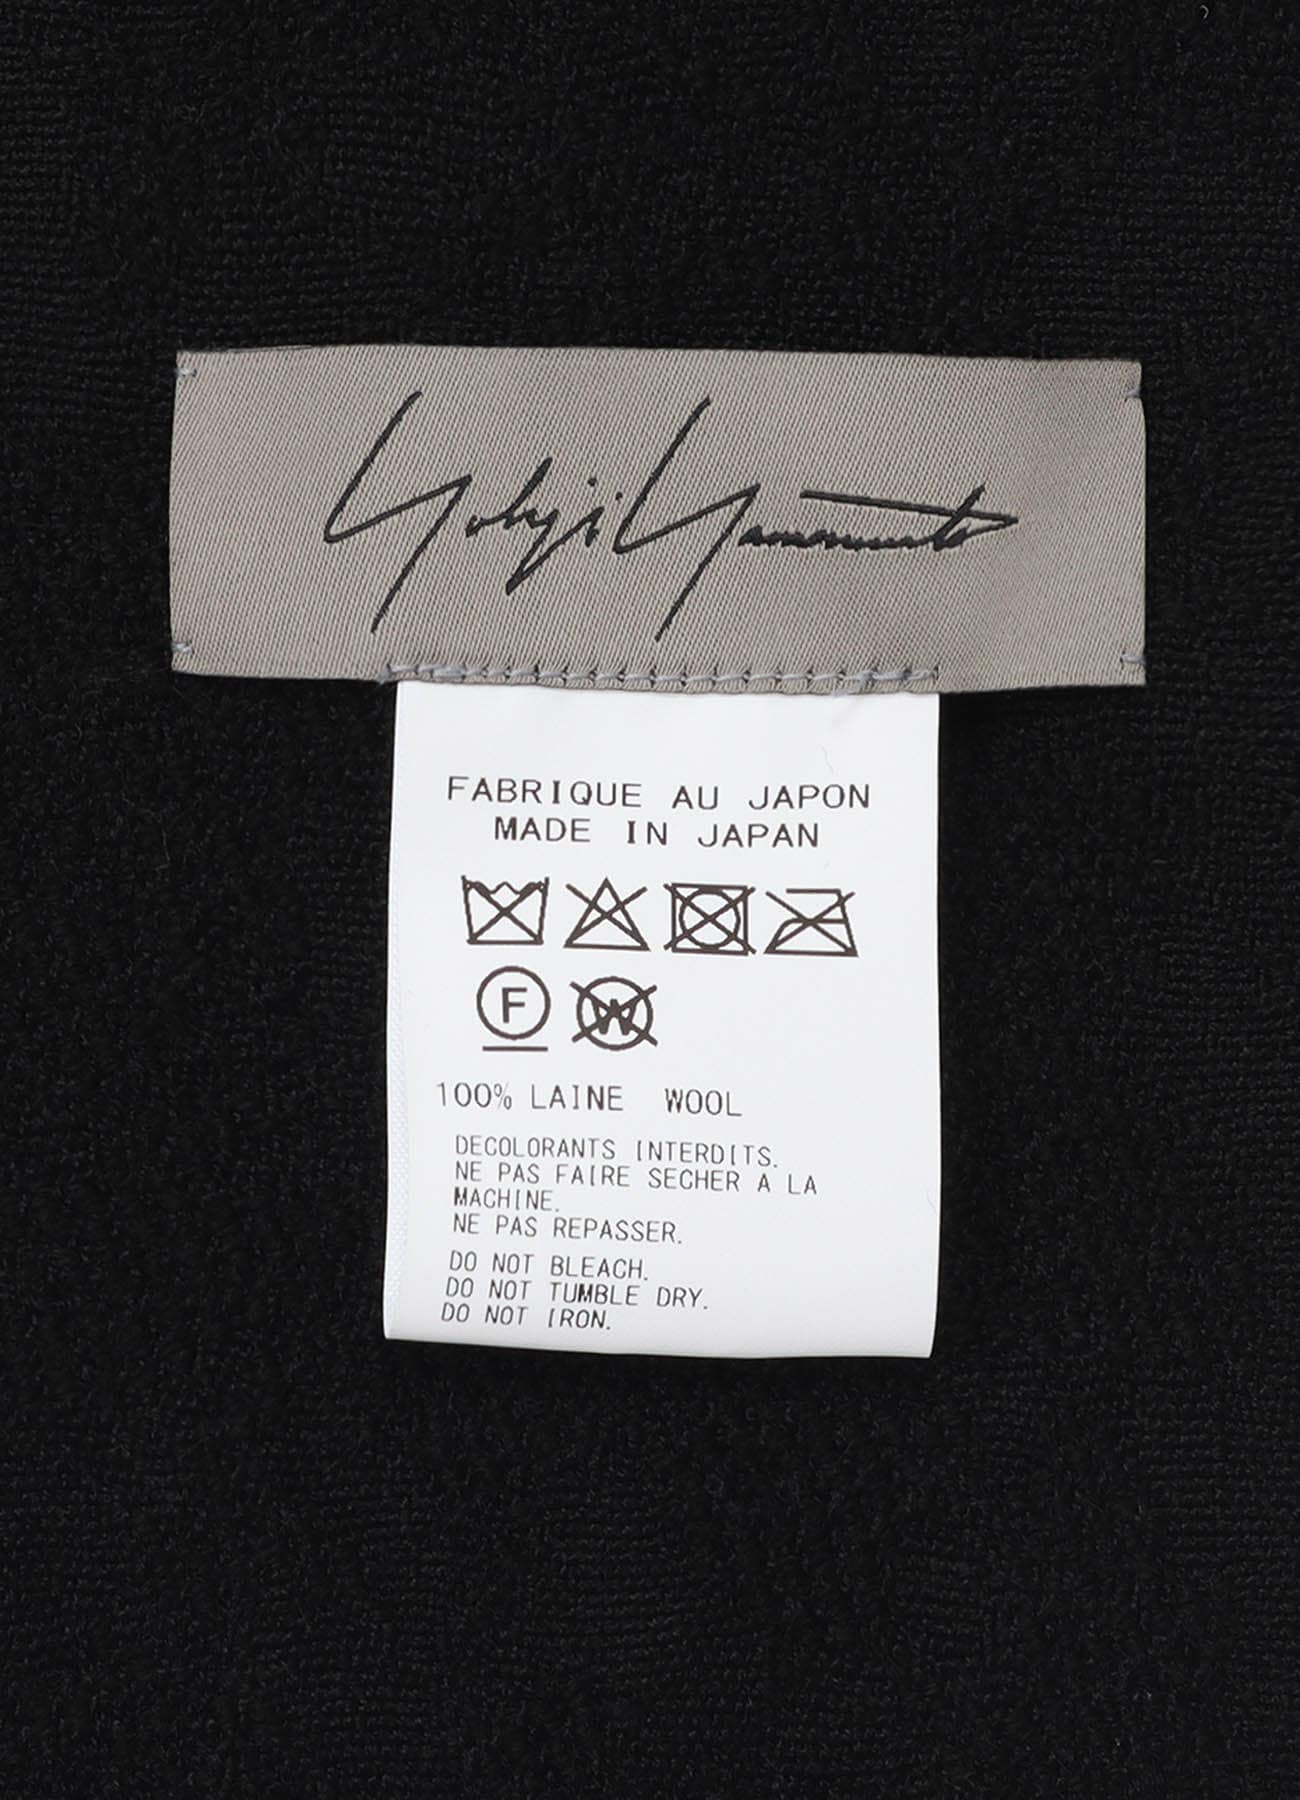 Yohji Yamamoto
FABRIQUE AU JAPON
MADE IN JAPAN
F W
100% LAINE WOOL
DECOLORANTS INTERDITS.
NE PAS FAIRE SECHER A LA
MACHINE.
NE PAS REPASSER.
DO NOT BLEACH.
DO NOT TUMBLE DRY.
DO NOT IRON.